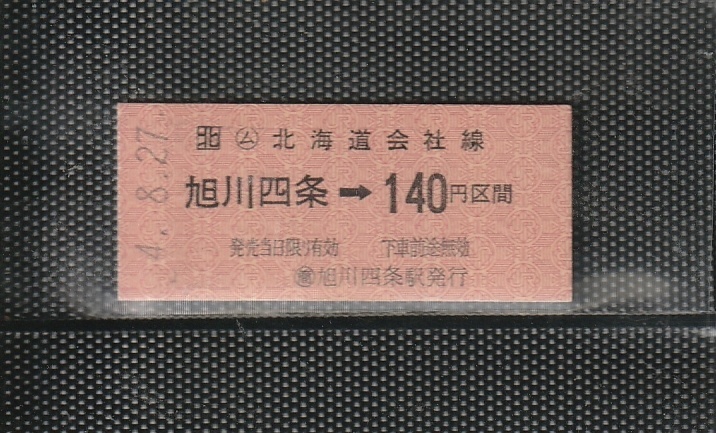 4.8.27
北 ㋰ 北海道会社線
旭川四条→140円区間
発売当日限り有効 下車前途無効
旭川四条駅発行